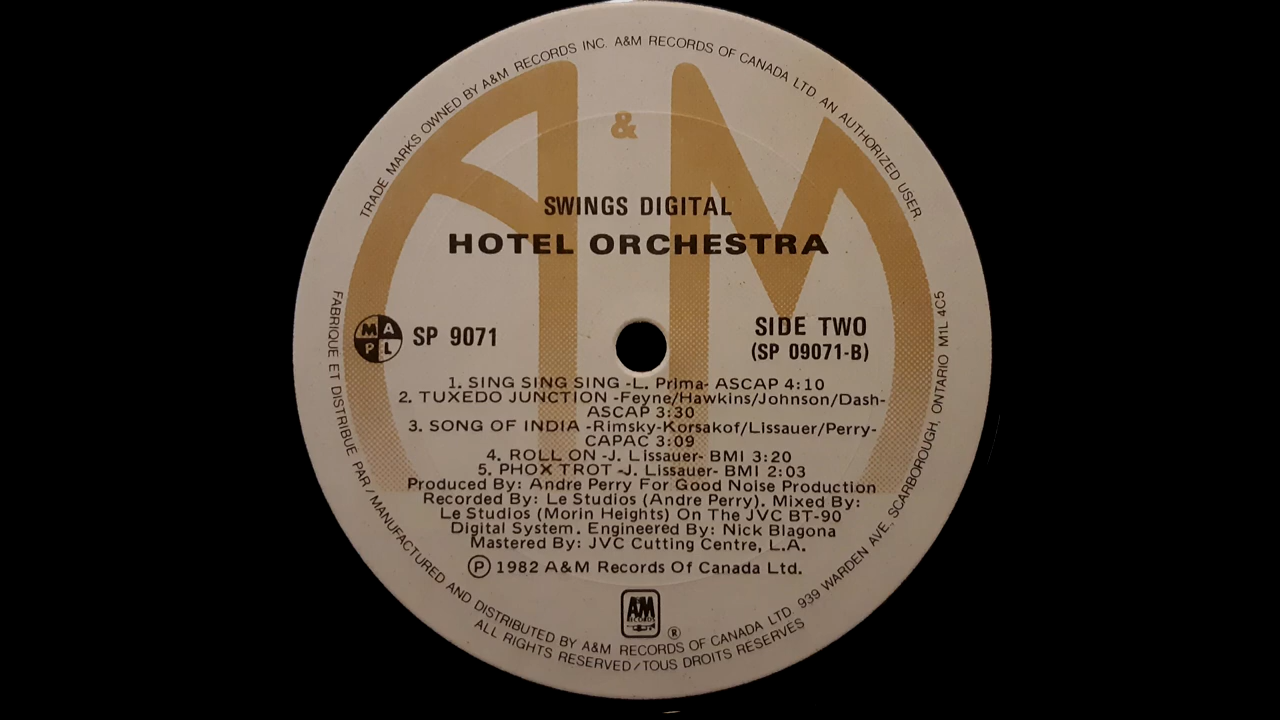 TRADE MARKS OWNED BY A&M RECORDS INC. A&M RECORDS OF CANADA LTD. AN AUTHORIZED USER.
A & M
SWINGS DIGITAL
HOTEL ORCHESTRA
M A P L
SP 9071
SIDE TWO
(SP 09071-B)
1. SING SING SING -L. Prima- ASCAP 4:10
2. TUXEDO JUNCTION -Feyne/Hawkins/Johnson/Dash-
ASCAP 3:30
3. SONG OF INDIA -Rimsky-Korsakof/Lissauer/Perry-
CAPAC 3:09
4. ROLL ON -J. Lissauer- BMI 3:20
5. PHOX TROT -J. Lissauer- BMI 2:03
Produced By: Andre Perry For Good Noise Production
Recorded By: Le Studios (Andre Perry). Mixed By:
Le Studios (Morin Heights) On The JVC BT-90
Digital System. Engineered By: Nick Blagona
Mastered By: JVC Cutting Centre, L.A.
Ⓟ 1982 A&M Records Of Canada Ltd.
A&M
RECORDS
®
FABRIQUE ET DISTRIBUE PAR / MANUFACTURED AND DISTRIBUTED BY A&M RECORDS OF CANADA LTD. 939 WARDEN AVE, SCARBOROUGH, ONTARIO M1L 4C5
ALL RIGHTS RESERVED/TOUS DROITS RESERVES